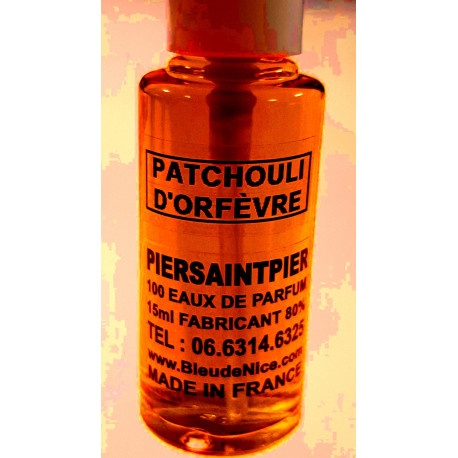 PATCHOULI
D'ORFÈVRE
PIERSAINTPIER
100 EAUX DE PARFUM
15ml FABRICANT 80%
TEL : 06.6314.6325
www.BleudeNice.com
MADE IN FRANCE